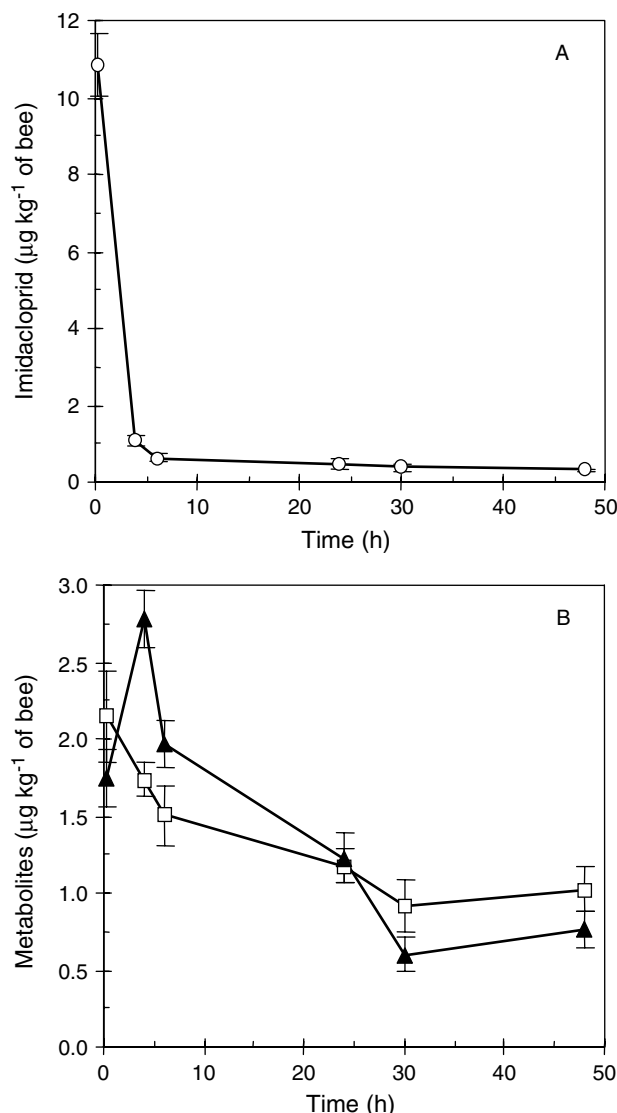 A
12
10
8
6
4
2
0
Imidacloprid (µg kg⁻¹ of bee)
0 10 20 30 40 50
Time (h)
B
3.0
2.5
2.0
1.5
1.0
0.5
0.0
Metabolites (µg kg⁻¹ of bee)
0 10 20 30 40 50
Time (h)